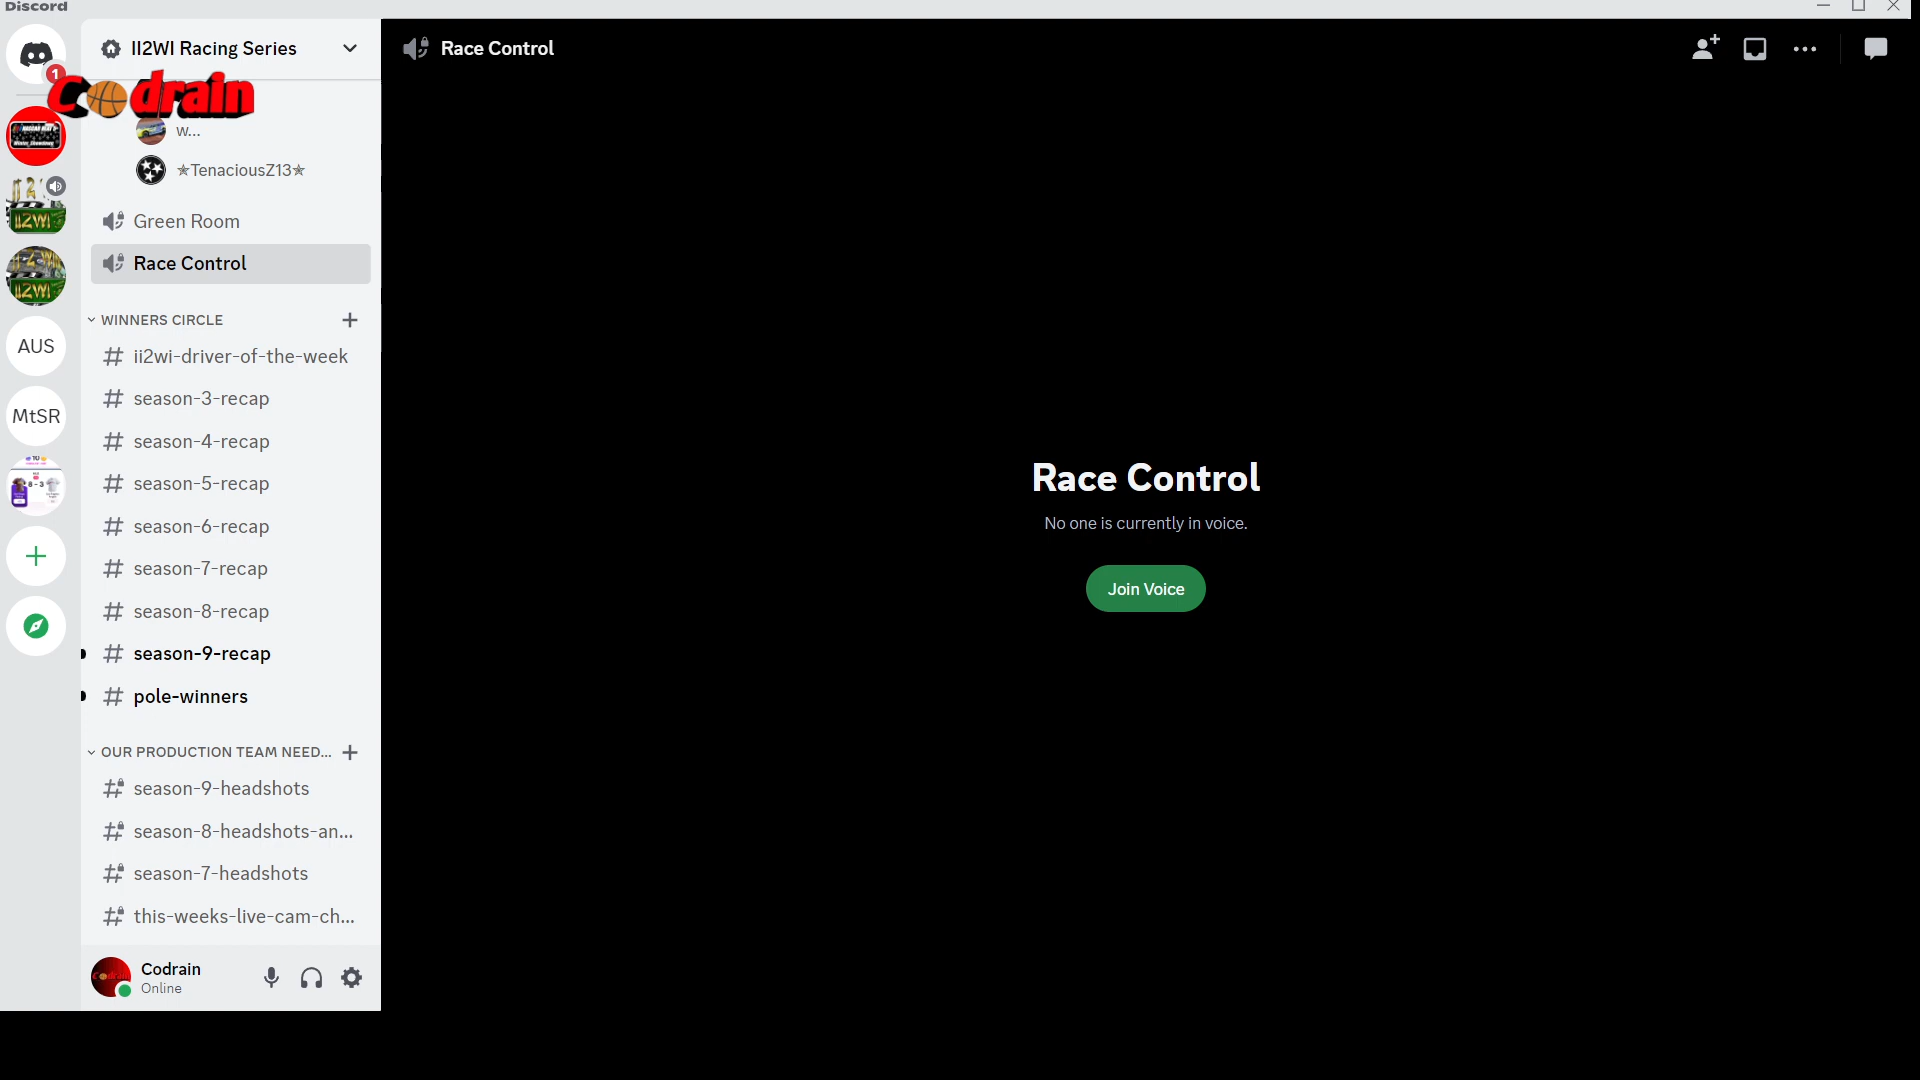 Discord
II2WI Racing Series
Race Control
1
Codrain
w...
✯TenaciousZ13✯
Green Room
Race Control
WINNERS CIRCLE
ii2wi-driver-of-the-week
AUS
season-3-recap
MtSR
season-4-recap
season-5-recap
8 - 3
season-6-recap
season-7-recap
season-8-recap
season-9-recap
pole-winners
Race Control
No one is currently in voice.
Join Voice
OUR PRODUCTION TEAM NEED...
season-9-headshots
season-8-headshots-an...
season-7-headshots
this-weeks-live-cam-ch...
Codrain
Online